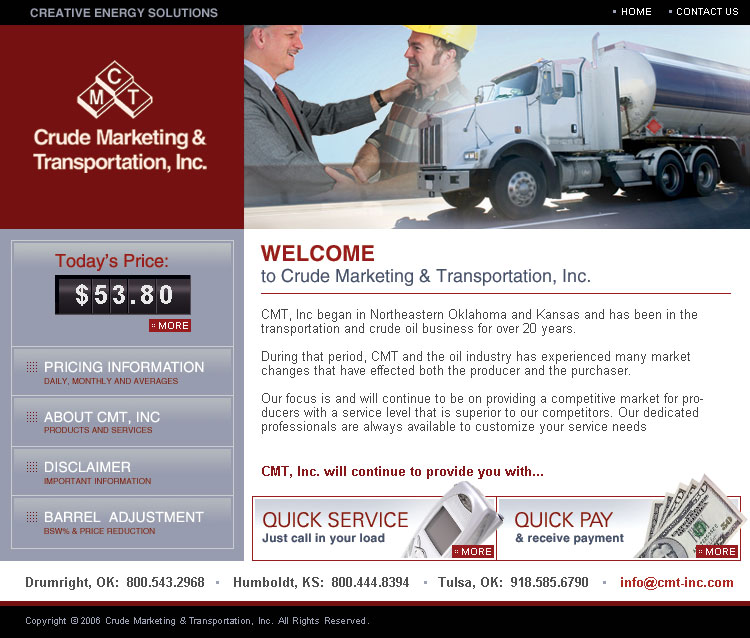 CREATIVE ENERGY SOLUTIONS
HOME
CONTACT US
C
M T
Crude Marketing &
Transportation, Inc.
Today's Price:
$53.80
MORE
PRICING INFORMATION
DAILY, MONTHLY AND AVERAGES
ABOUT CMT, INC
PRODUCTS AND SERVICES
DISCLAIMER
IMPORTANT INFORMATION
BARREL ADJUSTMENT
BSW% & PRICE REDUCTION
WELCOME
to Crude Marketing & Transportation, Inc.
CMT, Inc began in Northeastern Oklahoma and Kansas and has been in the
transportation and crude oil business for over 20 years.
During that period, CMT and the oil industry has experienced many market
changes that have effected both the producer and the purchaser.
Our focus is and will continue to be on providing a competitive market for pro-
ducers with a service level that is superior to our competitors. Our dedicated
professionals are always available to customize your service needs
CMT, Inc. will continue to provide you with...
QUICK SERVICE
Just call in your load
MORE
QUICK PAY
& receive payment
MORE
50
Drumright, OK: 800.543.2968 • Humboldt, KS: 800.444.8394 • Tulsa, OK: 918.585.6790 • info@cmt-inc.com
Copyright © 2006 Crude Marketing & Transportation, Inc. All Rights Reserved.